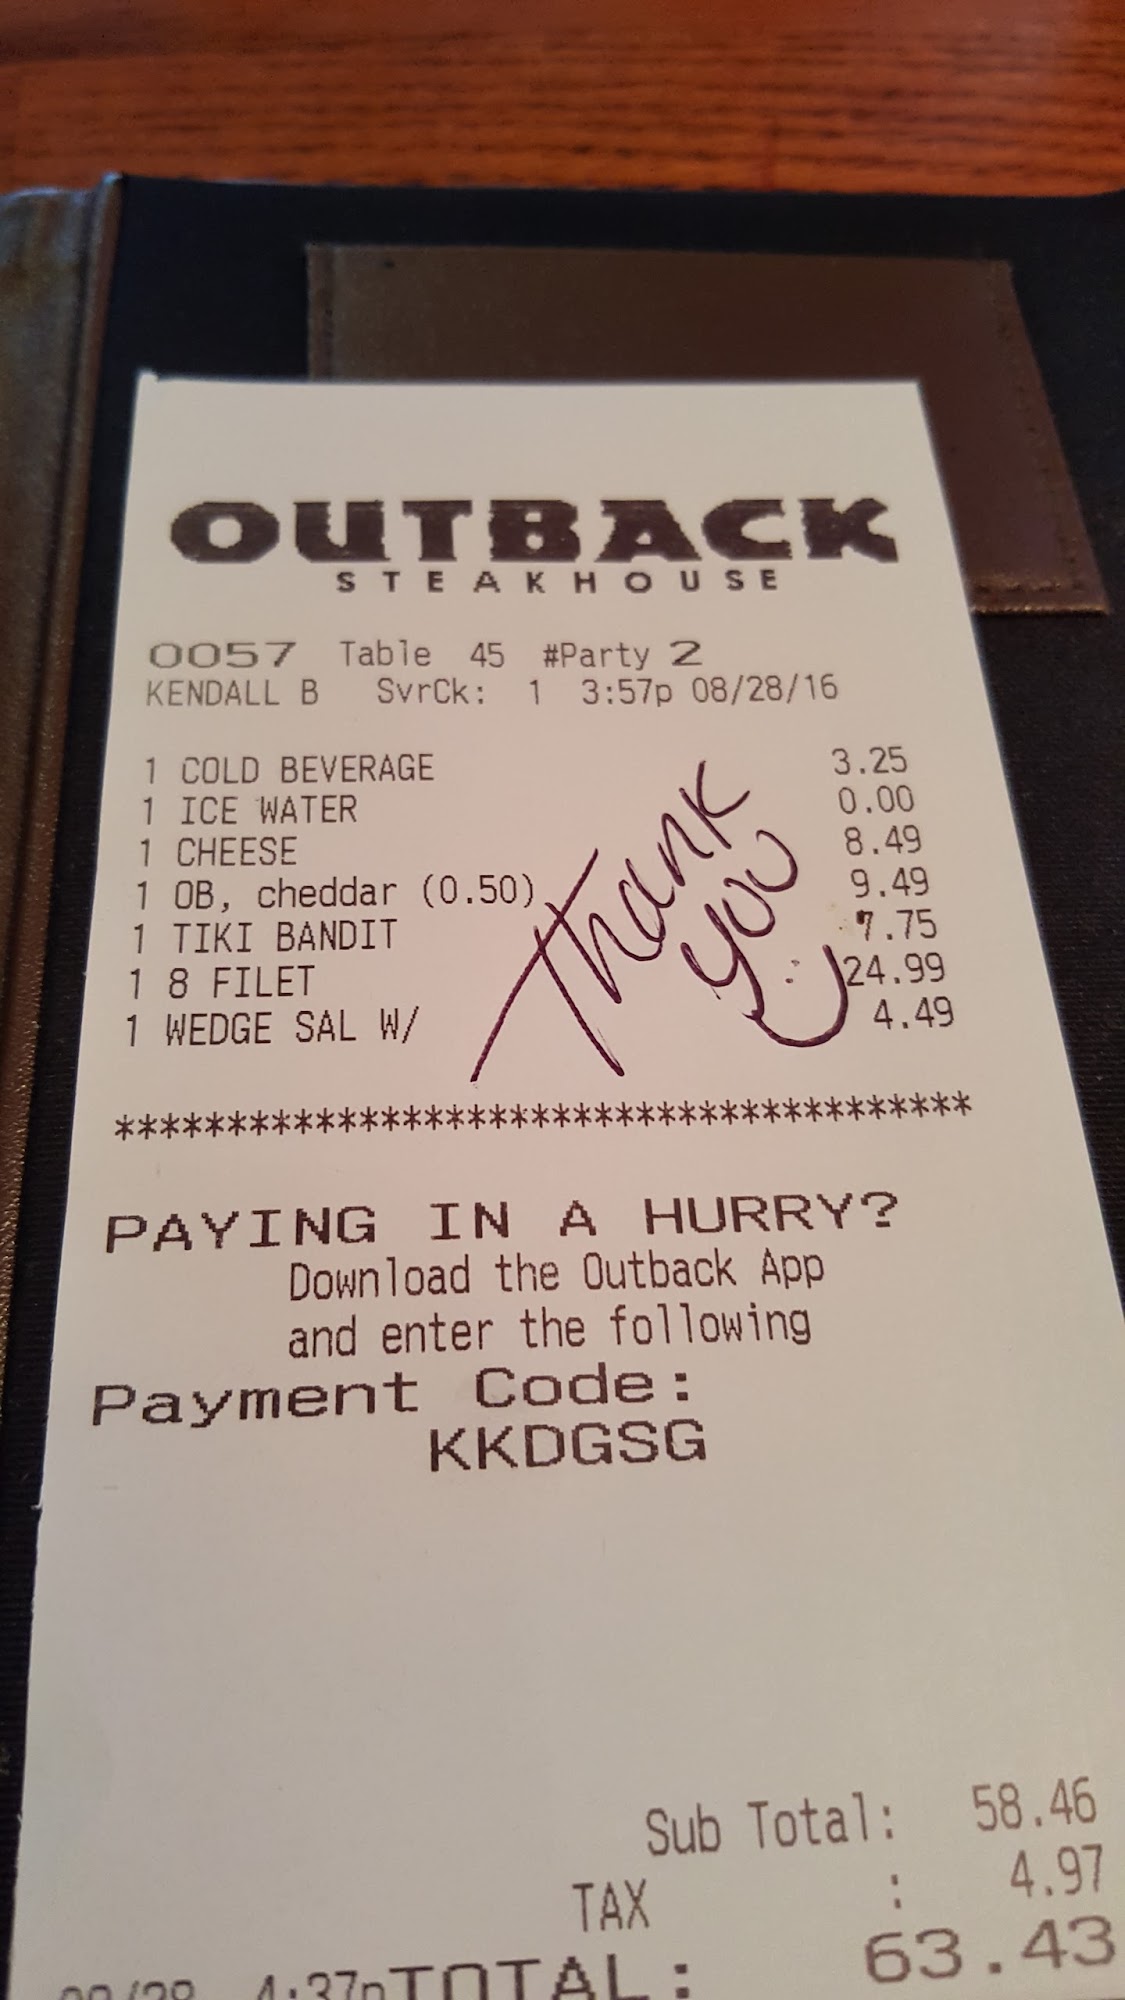 OUTBACK
STEAKHOUSE
0057 Table 45 #Party 2
KENDALL B SvrCk: 1 3:57p 08/28/16
1 COLD BEVERAGE 3.25
1 ICE WATER 0.00
1 CHEESE 8.49
1 OB, cheddar (0.50) 9.49
1 TIKI BANDIT 7.75
1 8 FILET 24.99
1 WEDGE SAL W/ 4.49
Thank
you
:)
****************************************
PAYING IN A HURRY?
Download the Outback App
and enter the following
Payment Code:
KKDGSG
Sub Total: 58.46
TAX : 4.97
08/28 4:37p TOTAL: 63.43